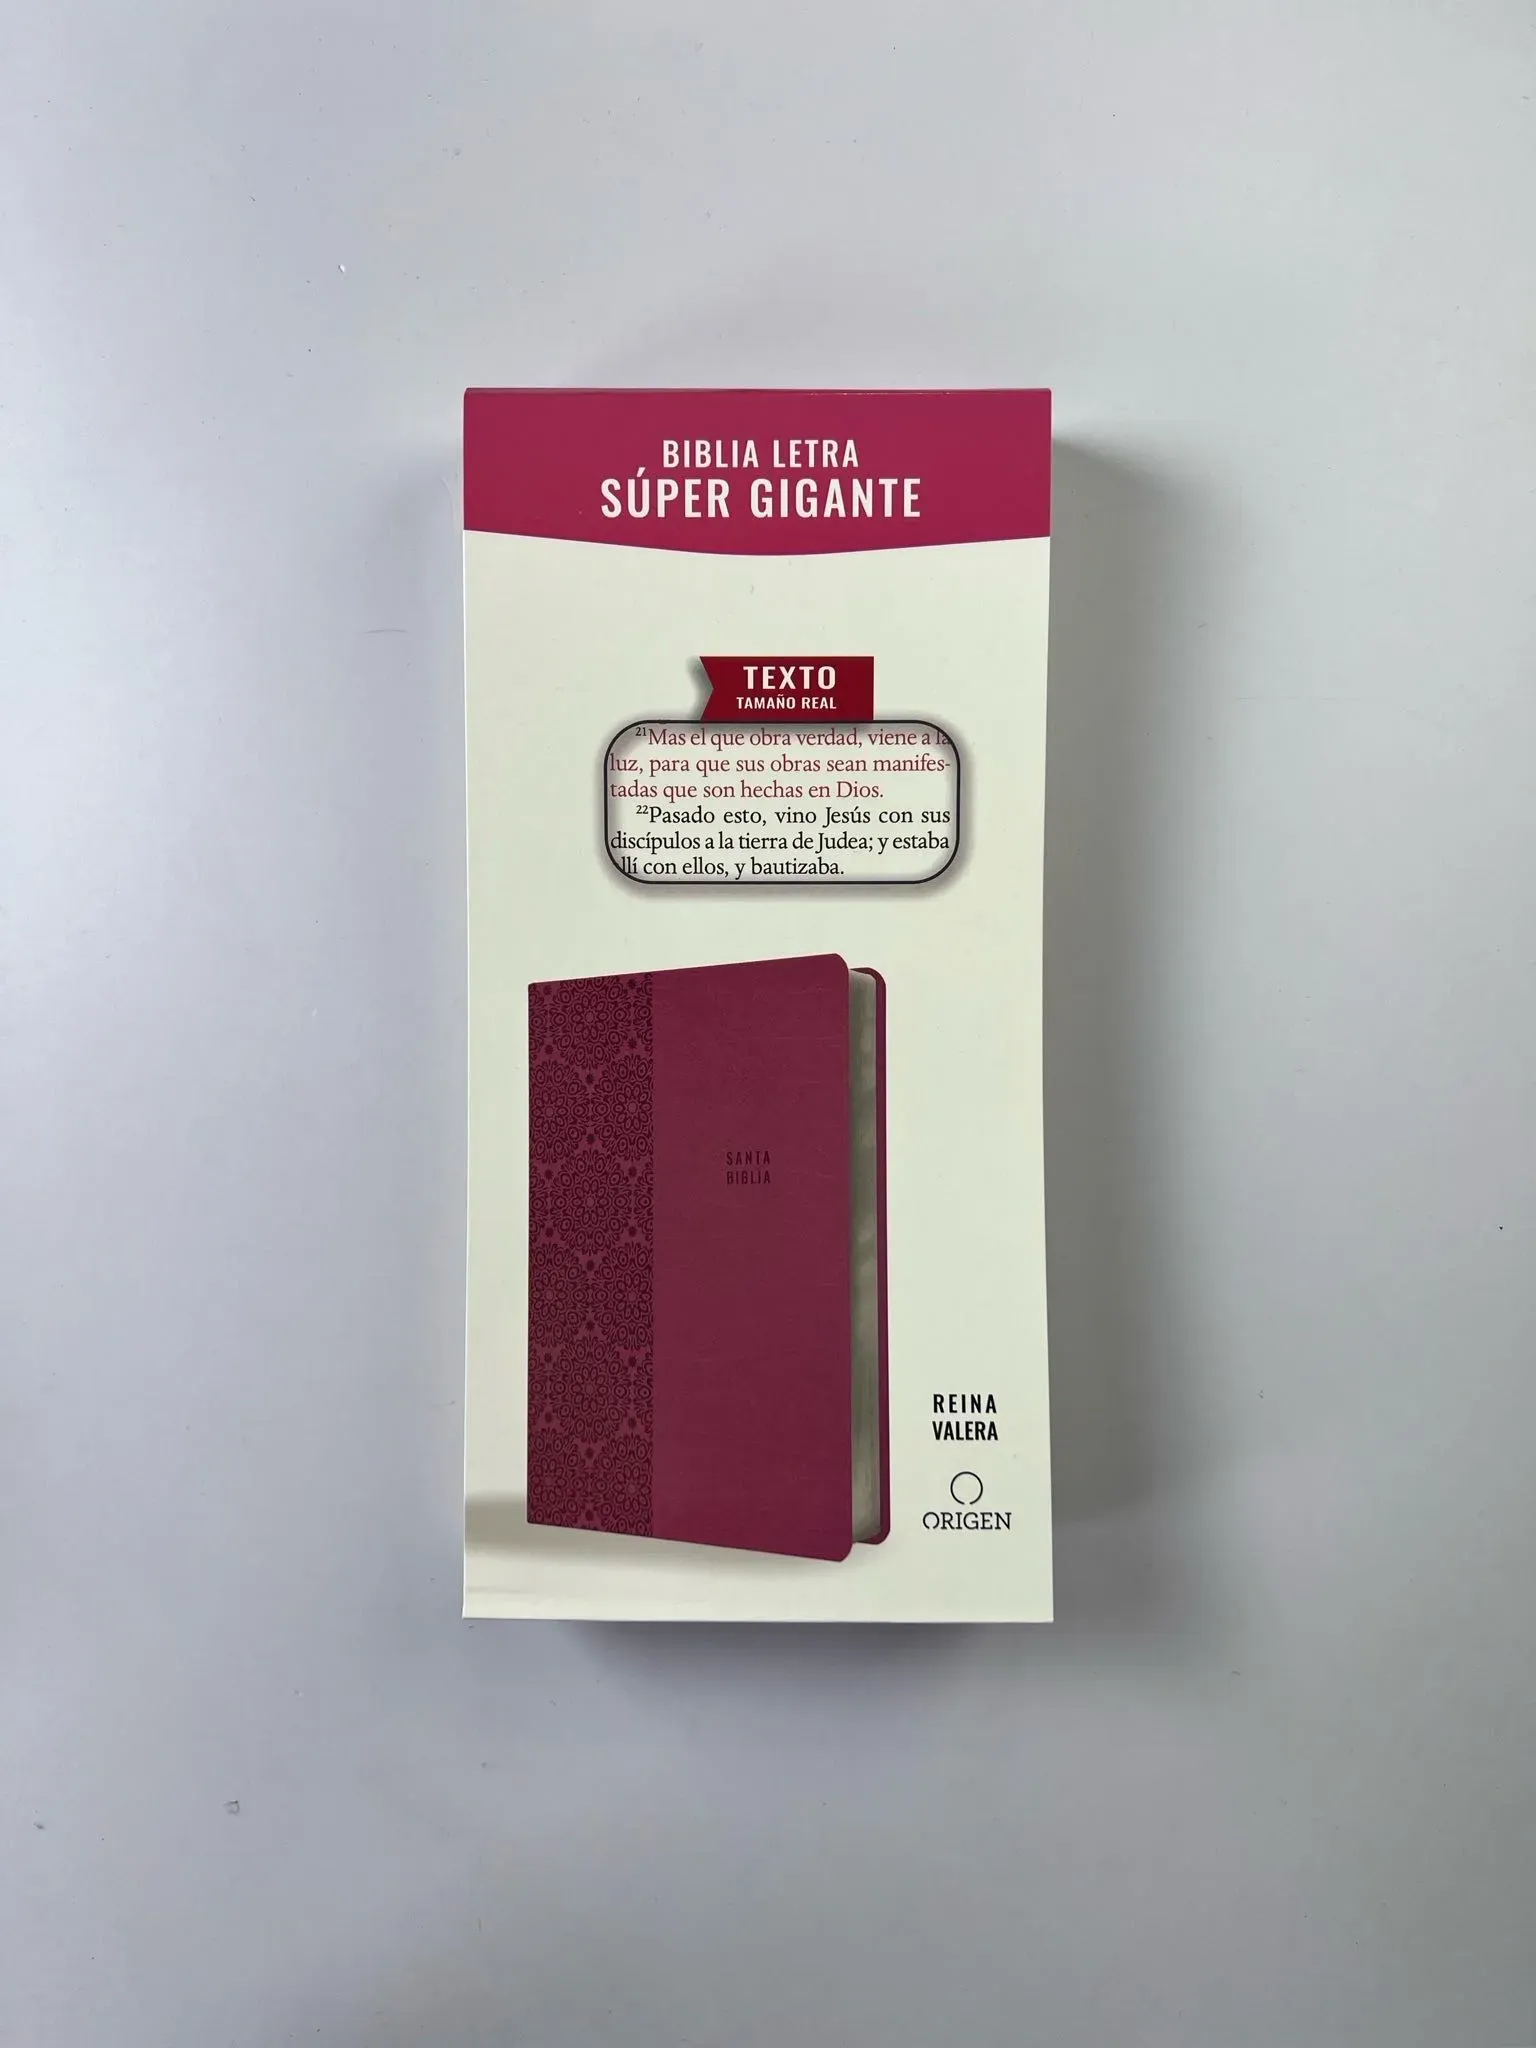 BIBLIA LETRA
SÚPER GIGANTE
TEXTO
TAMAÑO REAL
21Mas el que obra verdad, viene a la
luz, para que sus obras sean manifes-
tadas que son hechas en Dios.
22Pasado esto, vino Jesús con sus
discípulos a la tierra de Judea; y estaba
llí con ellos, y bautizaba.
SANTA
BIBLIA
REINA
VALERA
ORIGEN